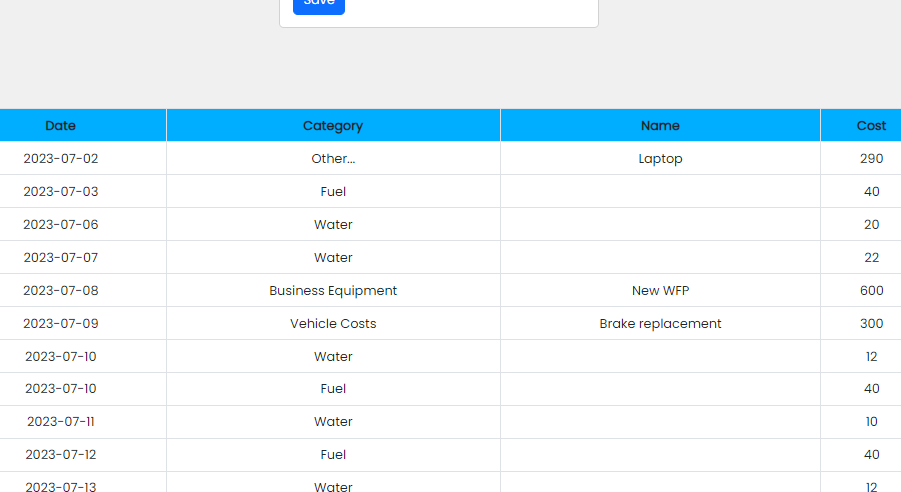 Save
Date Category Name Cost
2023-07-02 Other... Laptop 290
2023-07-03 Fuel 40
2023-07-06 Water 20
2023-07-07 Water 22
2023-07-08 Business Equipment New WFP 600
2023-07-09 Vehicle Costs Brake replacement 300
2023-07-10 Water 12
2023-07-10 Fuel 40
2023-07-11 Water 10
2023-07-12 Fuel 40
2023-07-13 Water 12